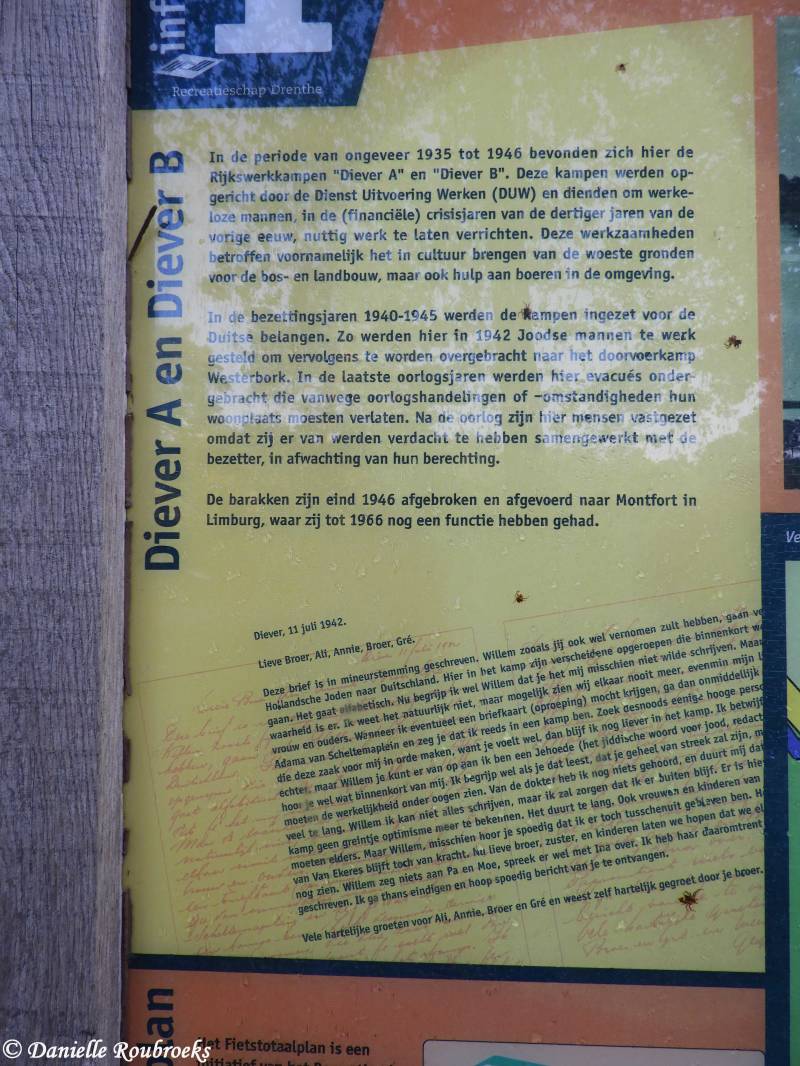 inf
Recreatieschap Drenthe
Diever A en Diever B
In de periode van ongeveer 1935 tot 1946 bevonden zich hier de
Rijkswerkkampen "Diever A" en "Diever B". Deze kampen werden op-
gericht door de Dienst Uitvoering Werken (DUW) en dienden om werke-
loze mannen, in de (financiële) crisisjaren van de dertiger jaren van de
vorige eeuw, nuttig werk te laten verrichten. Deze werkzaamheden
betroffen voornamelijk het in cultuur brengen van de woeste gronden
voor de bos- en landbouw, maar ook hulp aan boeren in de omgeving.
In de bezettingsjaren 1940-1945 werden de kampen ingezet voor de
Duitse belangen. Zo werden hier in 1942 Joodse mannen te werk
gesteld om vervolgens te worden overgebracht naar het doorvoerkamp
Westerbork. In de laatste oorlogsjaren werden hier evacués onder-
gebracht die vanwege oorlogshandelingen of –omstandigheden hun
woonplaats moesten verlaten. Na de oorlog zijn hier mensen vastgezet
omdat zij er van werden verdacht te hebben samengewerkt met de
bezetter, in afwachting van hun berechting.
De barakken zijn eind 1946 afgebroken en afgevoerd naar Montfort in
Limburg, waar zij tot 1966 nog een functie hebben gehad.
Diever, 11 juli 1942.
Lieve Broer, Ali, Annie, Broer, Gré.
Deze brief is in mineurstemming geschreven. Willem zooals jij ook wel vernomen zult hebben, gaan
Hollandsche Joden naar Duitschland. Hier in het kamp zijn verscheidene opgeroepen die binnenkort
gaan. Het gaat alfabetisch. Nu begrijp ik wel Willem dat je het mij misschien niet wilde schrijven. Maar
waarheid is er. Ik weet het natuurlijk niet, maar mogelijk zien wij elkaar nooit meer, evenmin mijn
vrouw en ouders. Wanneer ik eventueel een briefkaart (oproeping) mocht krijgen, ga dan onmiddellijk
Adama van Scheltemaplein en zeg je dat ik reeds in een kamp ben. Zoek desnoods eenige hooge
die deze zaak voor mij in orde maken, want je voelt wel, dan blijf ik nog liever in het kamp. Ik
echter, maar Willem je kunt er van op aan ik ben een Jehoede (het jiddische woord voor jood,
hoor je wel wat binnenkort van mij. Ik begrijp wel als je dat leest, dat je geheel van streek zal zijn,
moeten de werkelijkheid onder oogen zien. Van de dokter heb ik nog niets gehoord, en duurt mij
veel te lang. Willem ik kan niet alles schrijven, maar ik zal zorgen dat ik er buiten blijf. Er is
kamp geen greintje optimisme meer te bekennen. Het duurt te lang. Ook vrouwen en kinderen van
moeten elders. Maar Willem, misschien hoor je spoedig dat ik er toch tusschenuit gebleven ben.
van Van Ekeres blijft toch van kracht. Nu lieve broer, zuster, en kinderen laten we hopen dat we
nog zien. Willem zeg niets aan Pa en Moe, spreek er wel met Ina over. Ik heb haar daaromtrent
geschreven. Ik ga thans eindigen en hoop spoedig bericht van je te ontvangen.
Vele hartelijke groeten voor Ali, Annie, Broer en Gré en weest zelf hartelijk gegroet door je broer.
plan
Het Fietstotaalplan is een
© Danielle Roubroeks